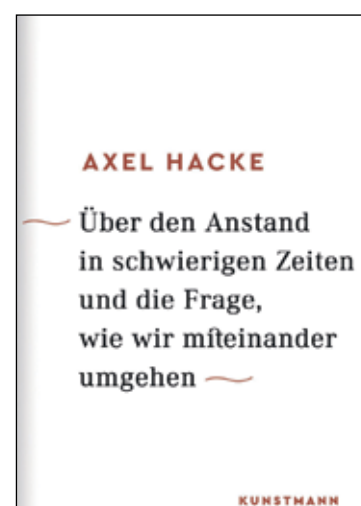 AXEL HACKE
Über den Anstand
in schwierigen Zeiten
und die Frage,
wie wir miteinander
umgehen
KUNSTMANN